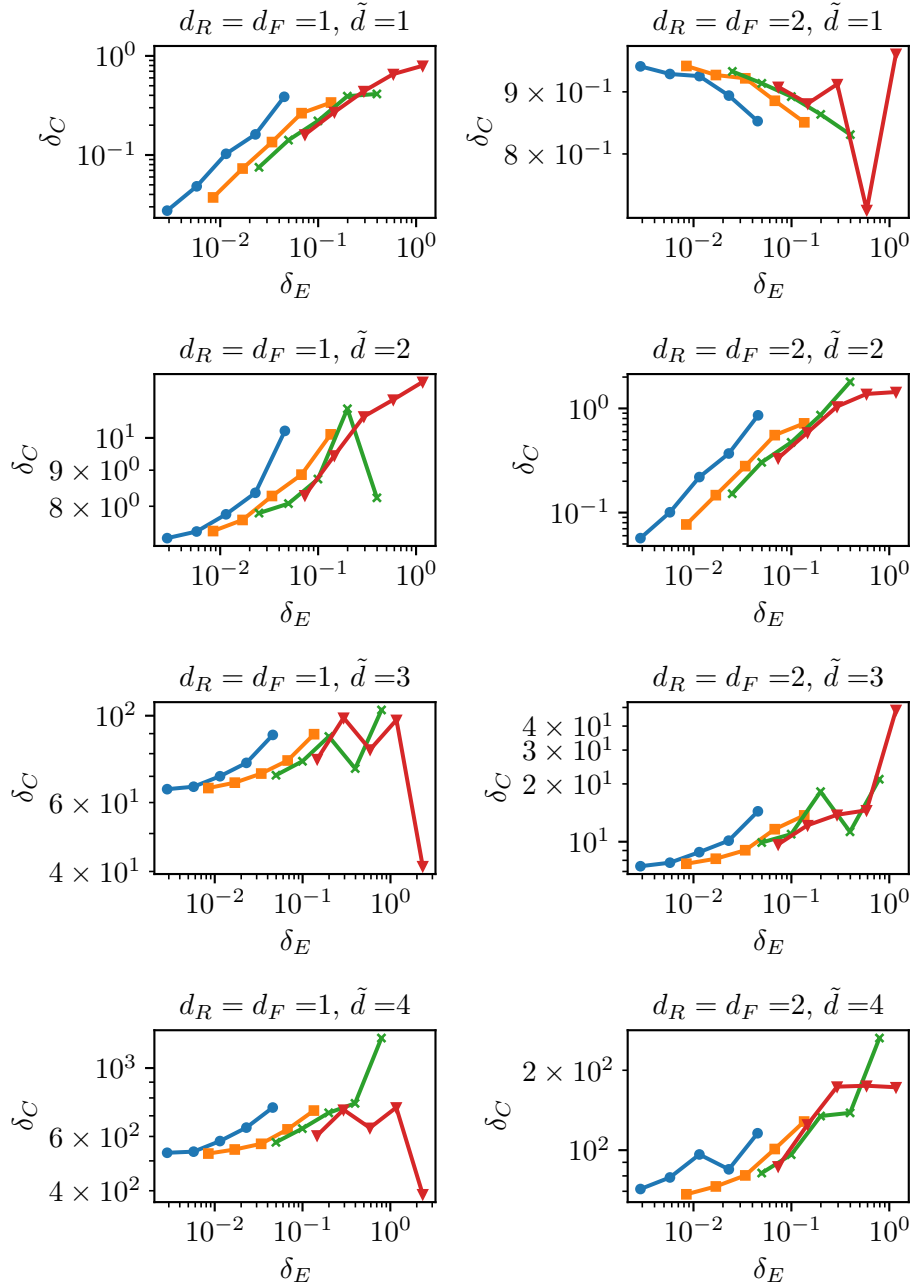 d_R = d_F =1, d̃ =1
10^0
10^{-1}
δ_C
10^{-2} 10^{-1} 10^0
δ_E
d_R = d_F =2, d̃ =1
9 × 10^{-1}
8 × 10^{-1}
δ_C
10^{-2} 10^{-1} 10^0
δ_E
d_R = d_F =1, d̃ =2
10^1
9 × 10^0
8 × 10^0
δ_C
10^{-2} 10^{-1} 10^0
δ_E
d_R = d_F =2, d̃ =2
10^0
10^{-1}
δ_C
10^{-2} 10^{-1} 10^0
δ_E
d_R = d_F =1, d̃ =3
10^2
6 × 10^1
4 × 10^1
δ_C
10^{-2} 10^{-1} 10^0
δ_E
d_R = d_F =2, d̃ =3
4 × 10^1
3 × 10^1
2 × 10^1
10^1
δ_C
10^{-2} 10^{-1} 10^0
δ_E
d_R = d_F =1, d̃ =4
10^3
6 × 10^2
4 × 10^2
δ_C
10^{-2} 10^{-1} 10^0
δ_E
d_R = d_F =2, d̃ =4
2 × 10^2
10^2
δ_C
10^{-2} 10^{-1} 10^0
δ_E